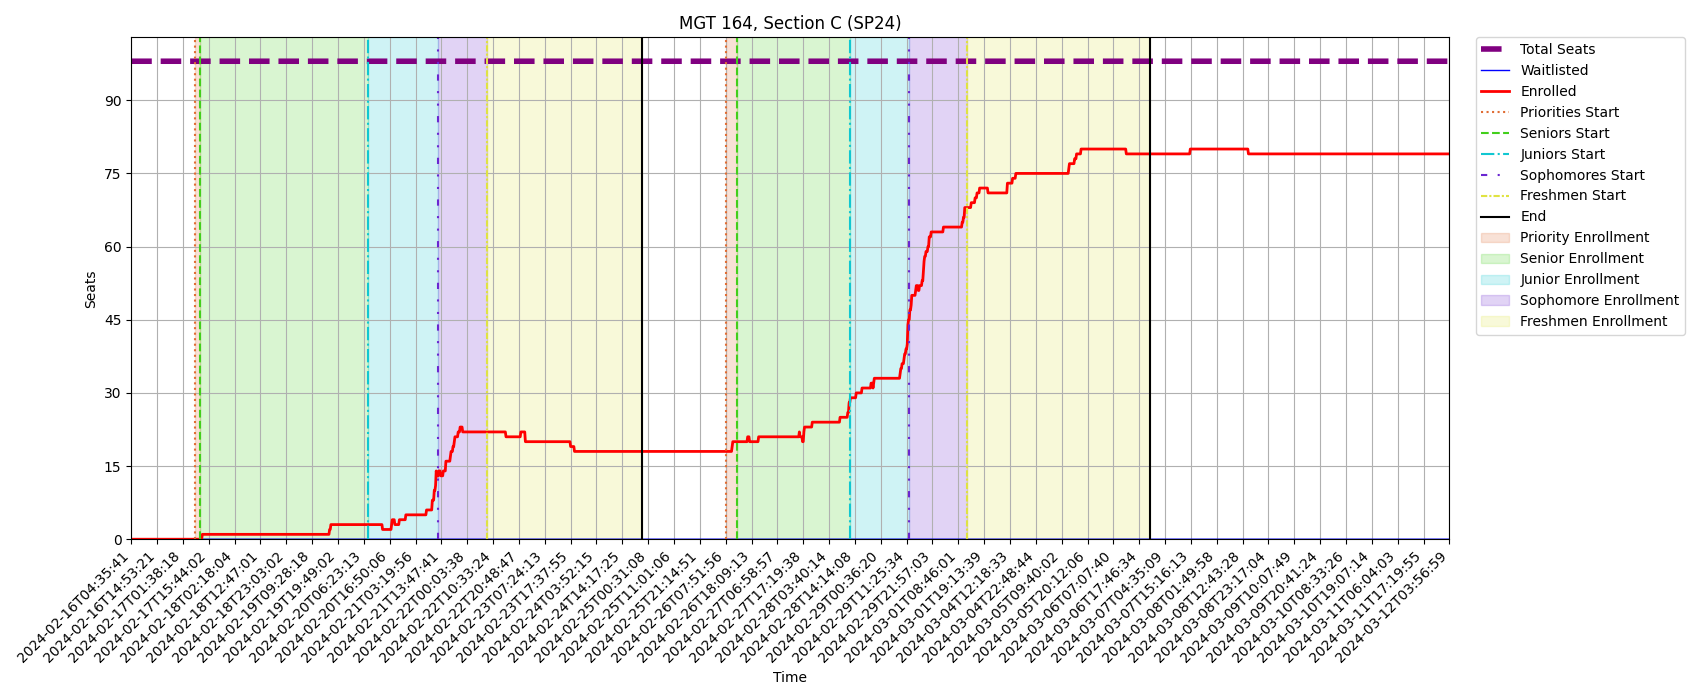 MGT 164, Section C (SP24)
Total Seats
Waitlisted
Enrolled
Priorities Start
Seniors Start
Juniors Start
Sophomores Start
Freshmen Start
End
Priority Enrollment
Senior Enrollment
Junior Enrollment
Sophomore Enrollment
Freshmen Enrollment
Seats
90
75
60
45
30
15
0
2024-02-16T04:35:41
2024-02-16T14:53:21
2024-02-17T01:38:18
2024-02-17T15:44:02
2024-02-18T02:18:04
2024-02-18T12:47:01
2024-02-18T23:03:02
2024-02-19T09:28:18
2024-02-19T19:49:02
2024-02-20T06:23:13
2024-02-20T16:50:06
2024-02-21T03:19:56
2024-02-21T13:47:41
2024-02-22T00:03:38
2024-02-22T10:33:24
2024-02-22T20:48:47
2024-02-23T07:24:13
2024-02-23T17:37:55
2024-02-24T03:52:15
2024-02-24T14:17:25
2024-02-25T00:31:08
2024-02-25T11:01:06
2024-02-25T21:14:51
2024-02-26T07:51:56
2024-02-26T18:09:13
2024-02-27T06:58:57
2024-02-27T17:19:38
2024-02-28T03:40:14
2024-02-28T14:14:08
2024-02-29T00:36:20
2024-02-29T11:25:34
2024-02-29T21:57:03
2024-03-01T08:46:01
2024-03-01T19:13:39
2024-03-04T12:18:33
2024-03-04T22:48:44
2024-03-05T09:40:02
2024-03-05T20:12:06
2024-03-06T07:07:40
2024-03-06T17:46:34
2024-03-07T04:35:09
2024-03-07T15:16:13
2024-03-08T01:49:58
2024-03-08T12:43:28
2024-03-08T23:17:04
2024-03-09T10:07:49
2024-03-09T20:41:24
2024-03-10T08:33:26
2024-03-10T19:07:14
2024-03-11T06:04:03
2024-03-11T17:19:55
2024-03-12T03:56:59
Time